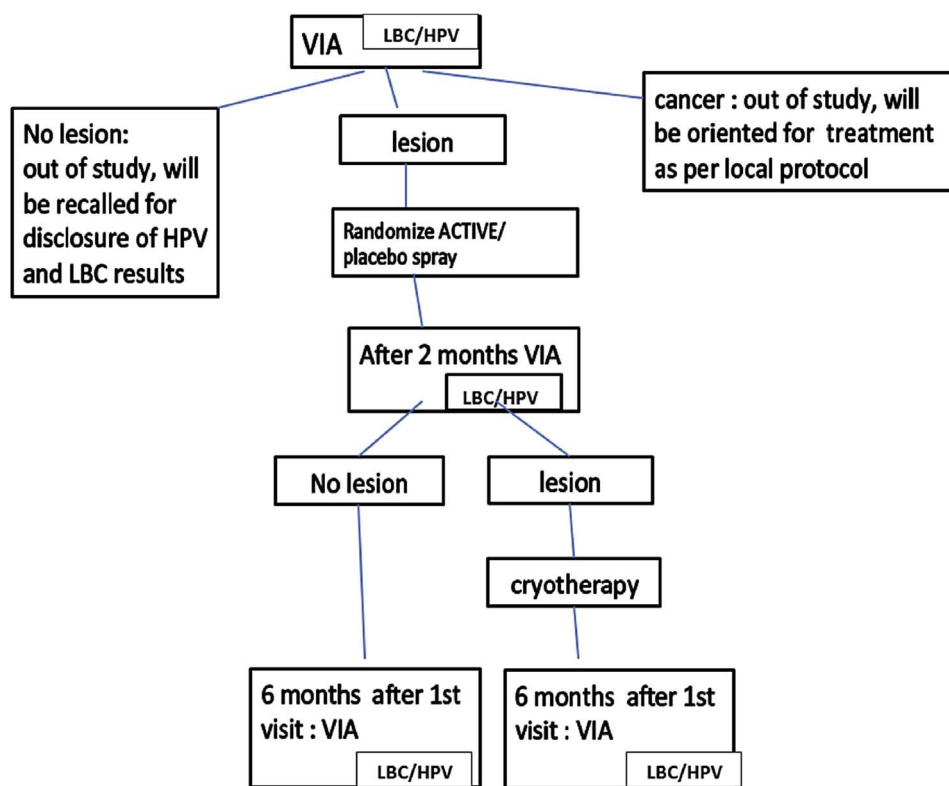 VIA
LBC/HPV
No lesion:
out of study, will
be recalled for
disclosure of HPV
and LBC results
lesion
cancer : out of study, will
be oriented for treatment
as per local protocol
Randomize ACTIVE/
placebo spray
After 2 months VIA
LBC/HPV
No lesion
lesion
cryotherapy
6 months after 1st
visit : VIA
LBC/HPV
6 months after 1st
visit : VIA
LBC/HPV